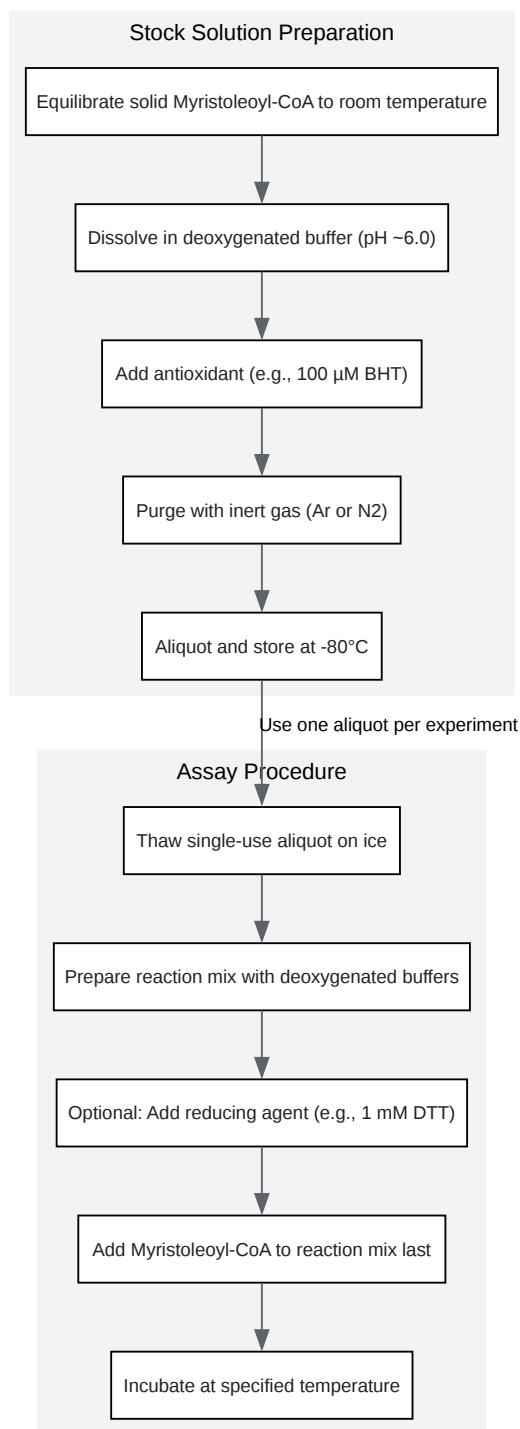 Stock Solution Preparation
Equilibrate solid Myristoleoyl-CoA to room temperature
Dissolve in deoxygenated buffer (pH ~6.0)
Add antioxidant (e.g., 100 µM BHT)
Purge with inert gas (Ar or N2)
Aliquot and store at -80°C
Use one aliquot per experiment
Assay Procedure
Thaw single-use aliquot on ice
Prepare reaction mix with deoxygenated buffers
Optional: Add reducing agent (e.g., 1 mM DTT)
Add Myristoleoyl-CoA to reaction mix last
Incubate at specified temperature